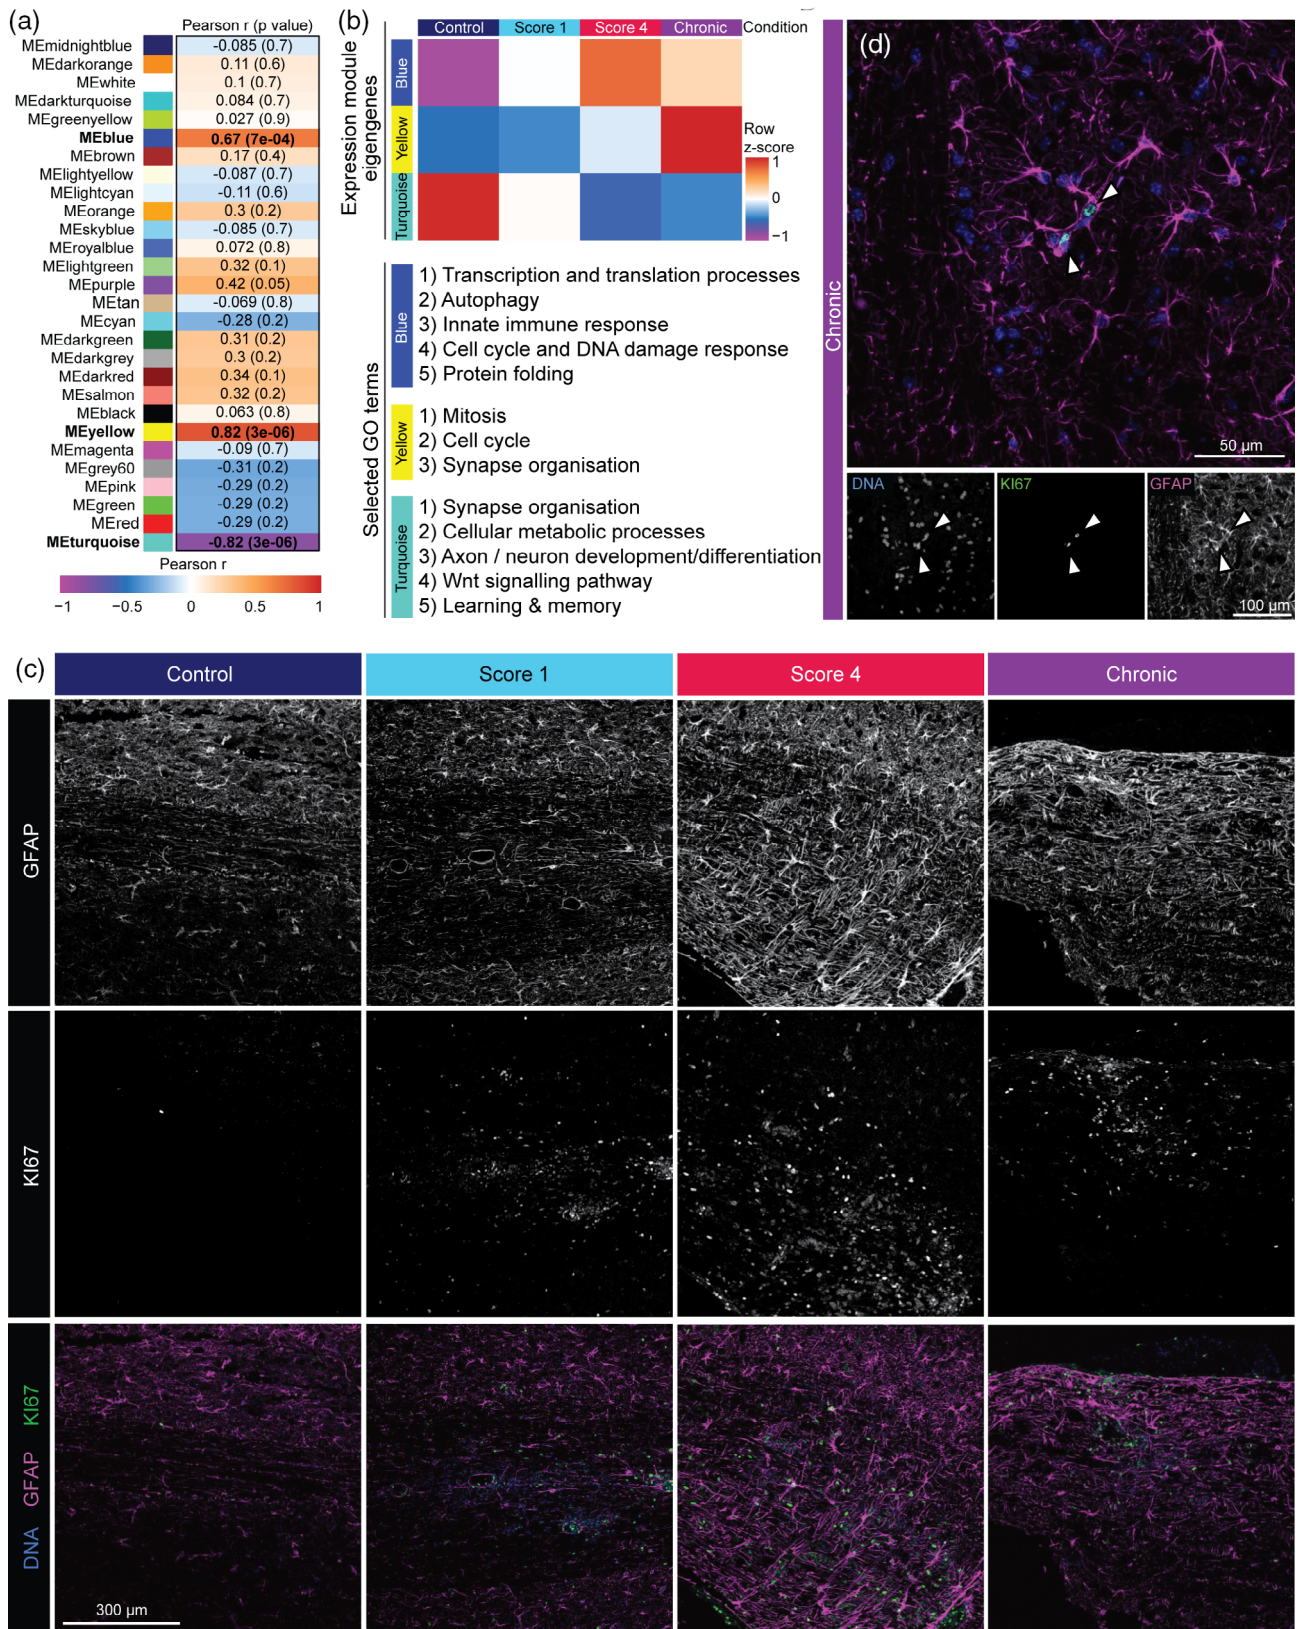 (a)
Pearson r (p value)
MEmidnightblue -0.085 (0.7)
MEdarkorange 0.11 (0.6)
MEwhite 0.1 (0.7)
MEdarkturquoise 0.084 (0.7)
MEgreenyellow 0.027 (0.9)
MEblue 0.67 (7e-04)
MEbrown 0.17 (0.4)
MElightyellow -0.087 (0.7)
MElightcyan -0.11 (0.6)
MEorange 0.3 (0.2)
MEskyblue -0.085 (0.7)
MEroyalblue 0.072 (0.8)
MElightgreen 0.32 (0.1)
MEpurple 0.42 (0.05)
MEtan -0.069 (0.8)
MEcyan -0.28 (0.2)
MEdarkgreen 0.31 (0.2)
MEdarkgrey 0.3 (0.2)
MEdarkred 0.34 (0.1)
MEsalmon 0.32 (0.2)
MEblack 0.063 (0.8)
MEyellow 0.82 (3e-06)
MEmagenta -0.09 (0.7)
MEgrey60 -0.31 (0.2)
MEpink -0.29 (0.2)
MEgreen -0.29 (0.2)
MEred -0.29 (0.2)
MEturquoise -0.82 (3e-06)
Pearson r
−1 −0.5 0 0.5 1
(b)
Control Score 1 Score 4 Chronic Condition
Expression module
eigengenes
Blue
Yellow
Turquoise
Row
z-score
1
0
−1
Selected GO terms
Blue
1) Transcription and translation processes
2) Autophagy
3) Innate immune response
4) Cell cycle and DNA damage response
5) Protein folding
Yellow
1) Mitosis
2) Cell cycle
3) Synapse organisation
Turquoise
1) Synapse organisation
2) Cellular metabolic processes
3) Axon / neuron development/differentiation
4) Wnt signalling pathway
5) Learning & memory
(d)
Chronic
50 µm
DNA KI67 GFAP
100 µm
(c)
Control Score 1 Score 4 Chronic
GFAP
KI67
DNA GFAP KI67
300 µm